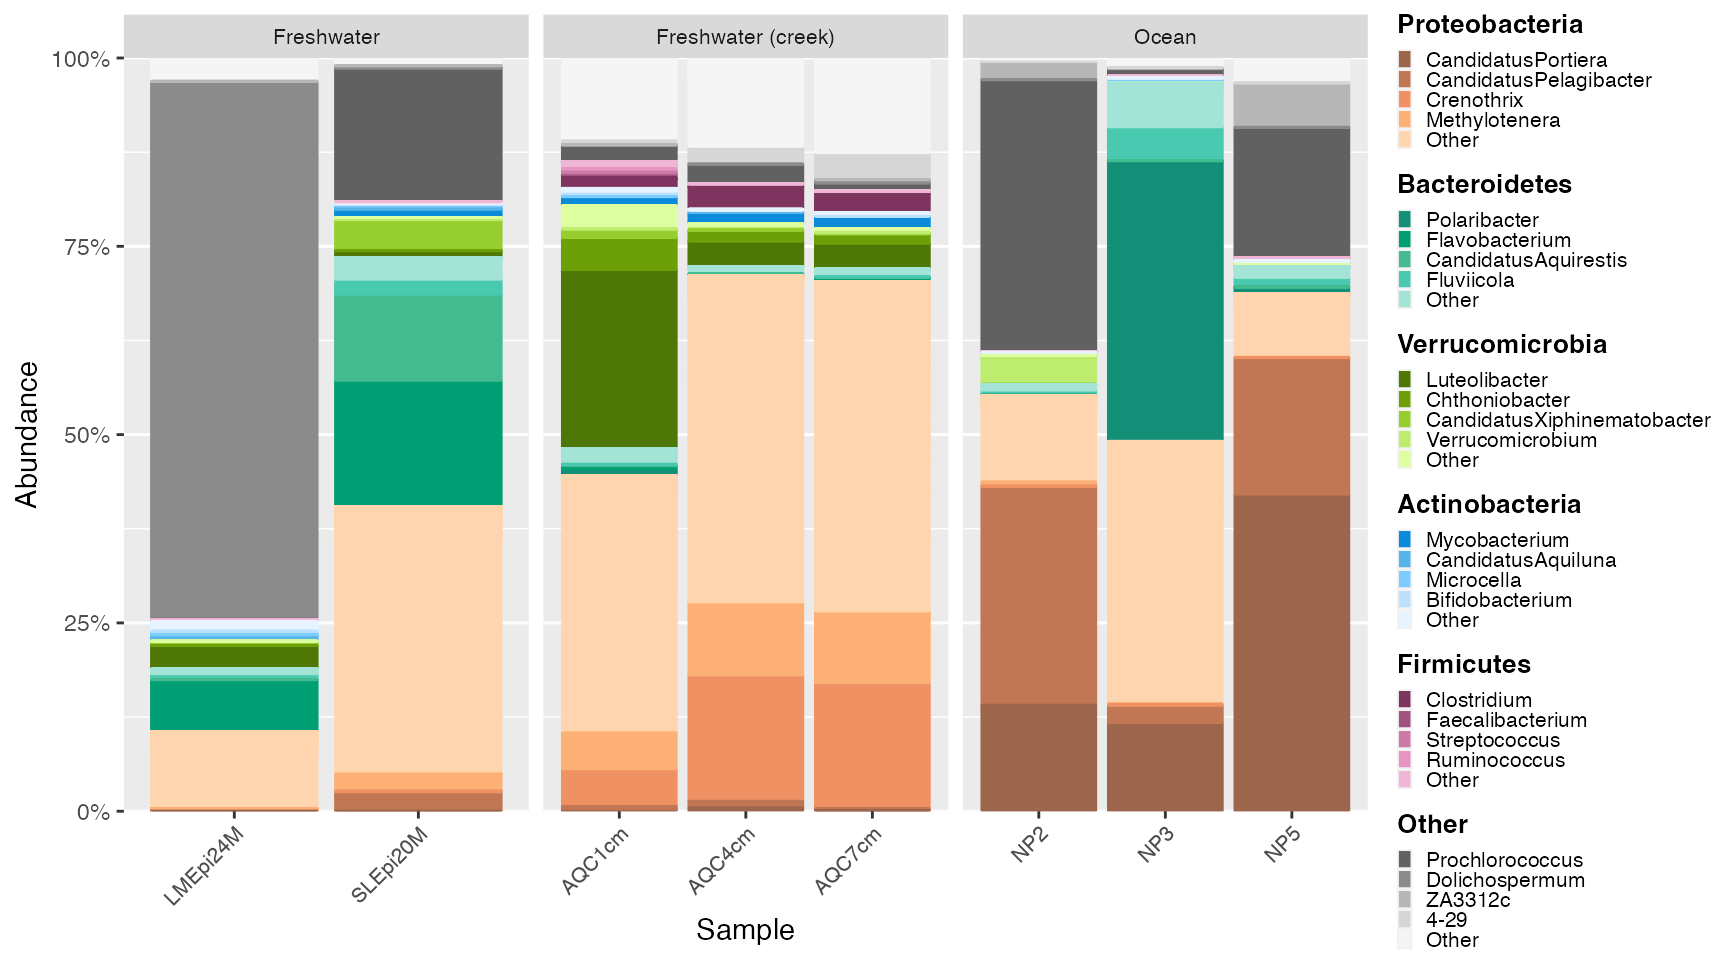 Freshwater
Freshwater (creek)
Ocean
100%
75%
50%
25%
0%
Abundance
LMEpi24M
SLEpi20M
AQC1cm
AQC4cm
AQC7cm
NP2
NP3
NP5
Sample
Proteobacteria
CandidatusPortiera
CandidatusPelagibacter
Crenothrix
Methylotenera
Other
Bacteroidetes
Polaribacter
Flavobacterium
CandidatusAquirestis
Fluviicola
Other
Verrucomicrobia
Luteolibacter
Chthoniobacter
CandidatusXiphinematobacter
Verrucomicrobium
Other
Actinobacteria
Mycobacterium
CandidatusAquiluna
Microcella
Bifidobacterium
Other
Firmicutes
Clostridium
Faecalibacterium
Streptococcus
Ruminococcus
Other
Other
Prochlorococcus
Dolichospermum
ZA3312c
4-29
Other